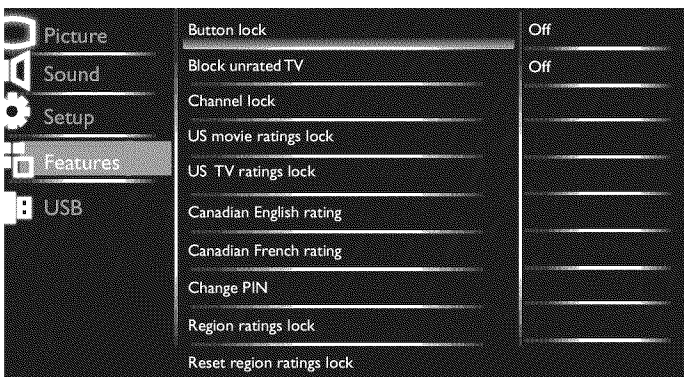 Picture
Sound
Setup
Features
USB
Button lock
Off
Block unrated TV
Off
Channel lock
US movie ratings lock
US TV ratings lock
Canadian English rating
Canadian French rating
Change PIN
Region ratings lock
Reset region ratings lock